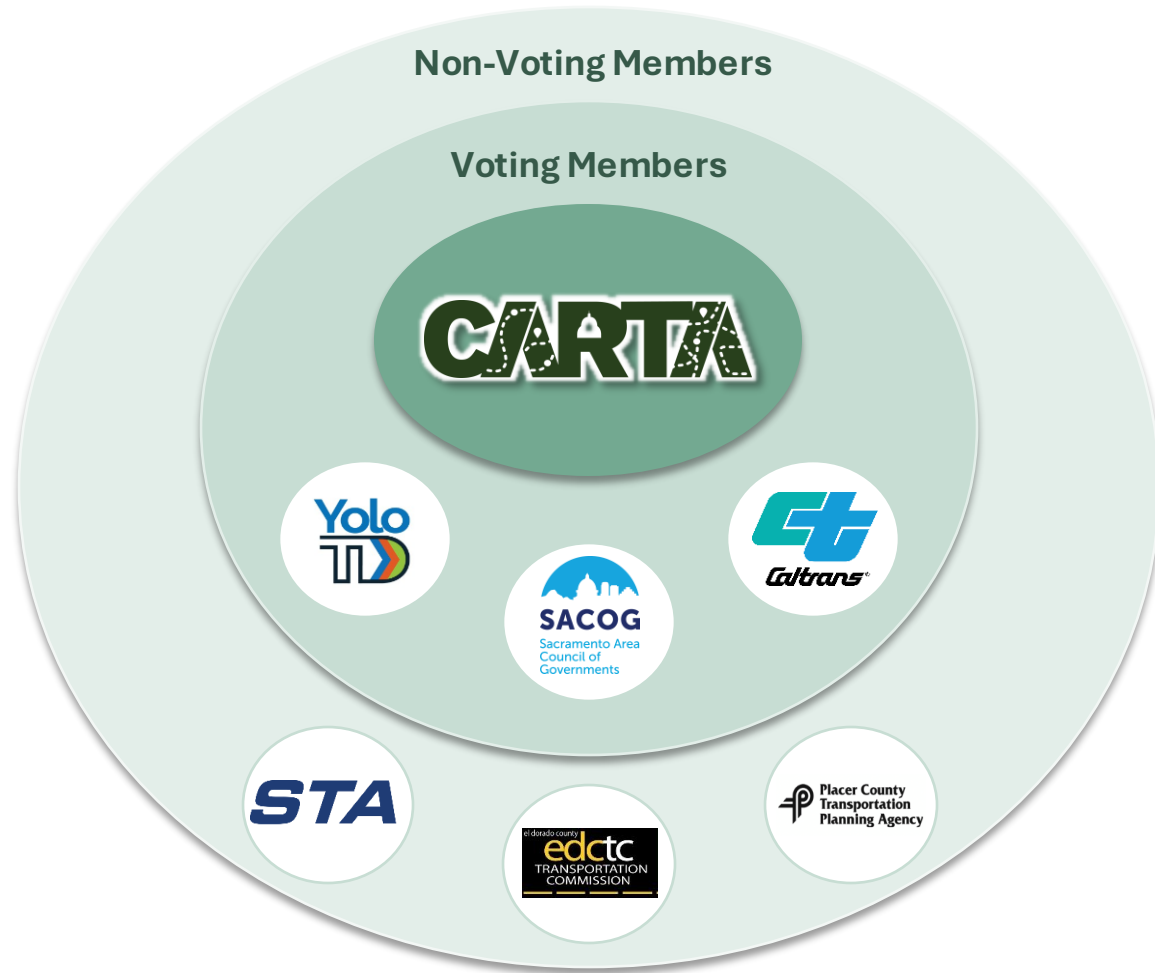 Non-Voting Members
Voting Members
CARTA
Yolo
TD
Caltrans
SACOG
Sacramento Area
Council of
Governments
STA
el dorado county
edctc
TRANSPORTATION
COMMISSION
Placer County
Transportation
Planning Agency